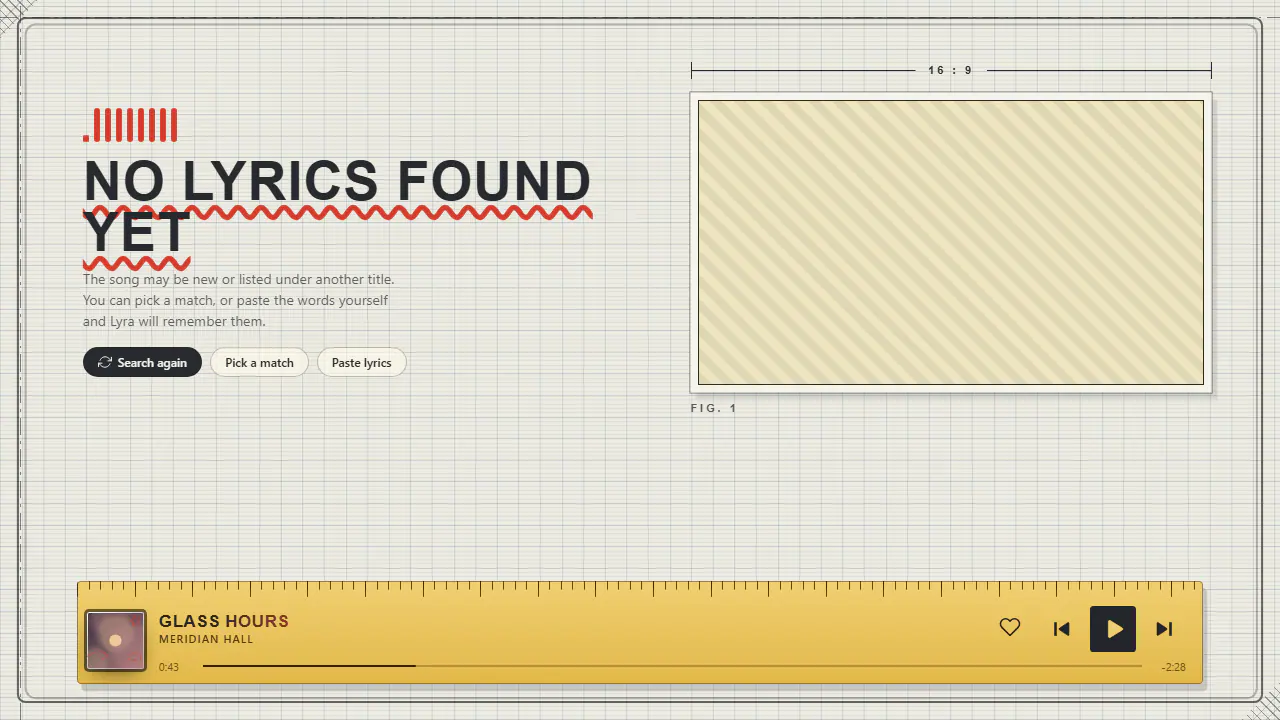 16 : 9
NO LYRICS FOUND
YET
The song may be new or listed under another title.
You can pick a match, or paste the words yourself
and Lyra will remember them.
Search again
Pick a match
Paste lyrics
FIG. 1
GLASS HOURS
MERIDIAN HALL
0:43
-2:28